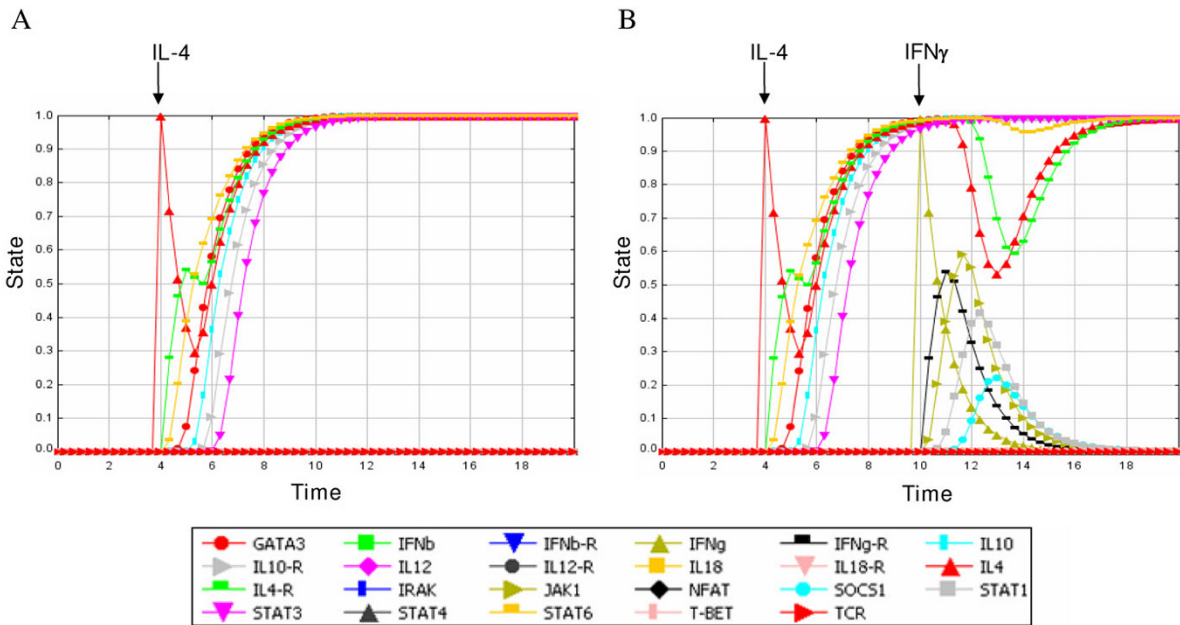 A B
IL-4 IL-4 IFNγ
1.0 1.0
0.9 0.9
0.8 0.8
0.7 0.7
0.6 0.6
State 0.5 State 0.5
0.4 0.4
0.3 0.3
0.2 0.2
0.1 0.1
0.0 0.0
0 2 4 6 8 10 12 14 16 18 0 2 4 6 8 10 12 14 16 18
Time Time
GATA3 IFNb IFNb-R IFNg IFNg-R IL10
IL10-R IL12 IL12-R IL18 IL18-R IL4
IL4-R IRAK JAK1 NFAT SOCS1 STAT1
STAT3 STAT4 STAT6 T-BET TCR